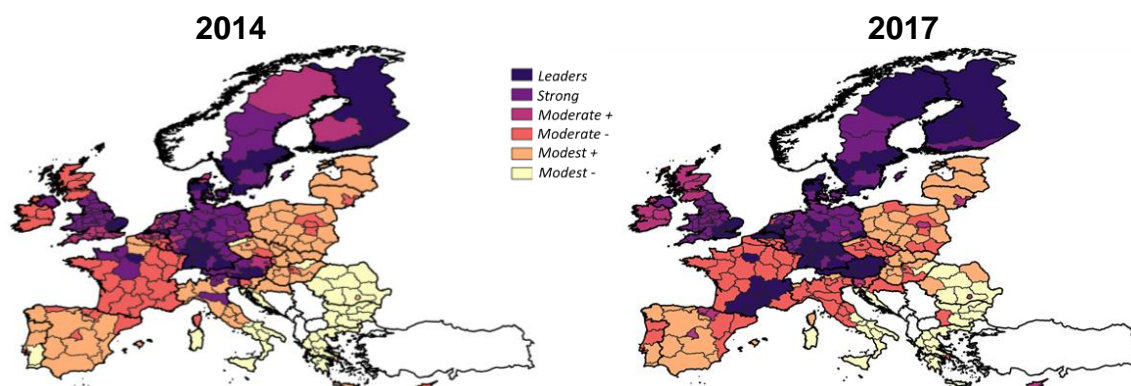 2014
2017
Leaders
Strong
Moderate +
Moderate -
Modest +
Modest -